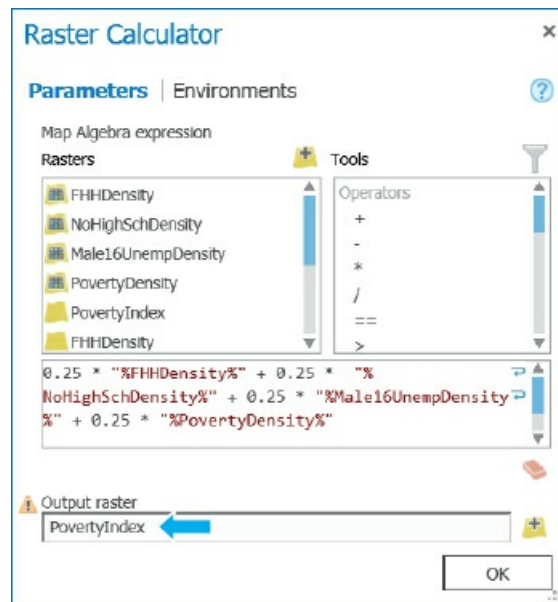 Raster Calculator
Parameters | Environments
Map Algebra expression
Rasters
Tools
FHHDensity
NoHighSchDensity
Male16UnempDensity
PovertyDensity
PovertyIndex
FHHDensity
Operators
+
-
*
/
==
>
0.25 * "%FHHDensity%" + 0.25 * "%
NoHighSchDensity%" + 0.25 * "%Male16UnempDensity
%" + 0.25 * "%PovertyDensity%"
Output raster
PovertyIndex
OK